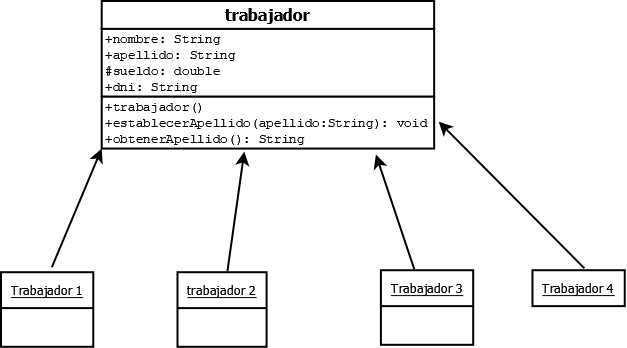 trabajador
+nombre: String
+apellido: String
#sueldo: double
+dni: String
+trabajador()
+establecerApellido(apellido:String): void
+obtenerApellido(): String
Trabajador 1
trabajador 2
Trabajador 3
Trabajador 4